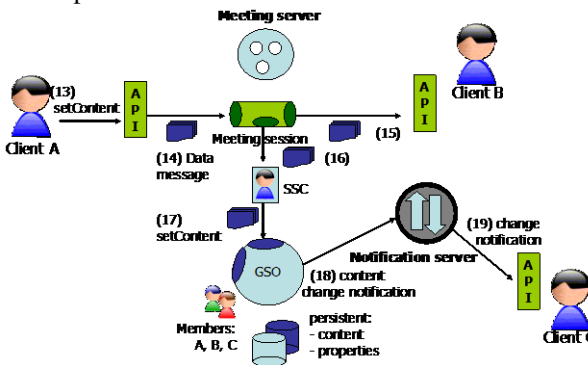 Meeting server
(13)
setContent
A
P
I
Client A
A
P
I
Client B
Meeting session
(14) Data
message
(15)
(16)
SSC
(17)
setContent
GSO
(18) content
change notification
Notification server
(19) change
notification
A
P
I
Members:
A, B, C
persistent:
- content
- properties
Client C